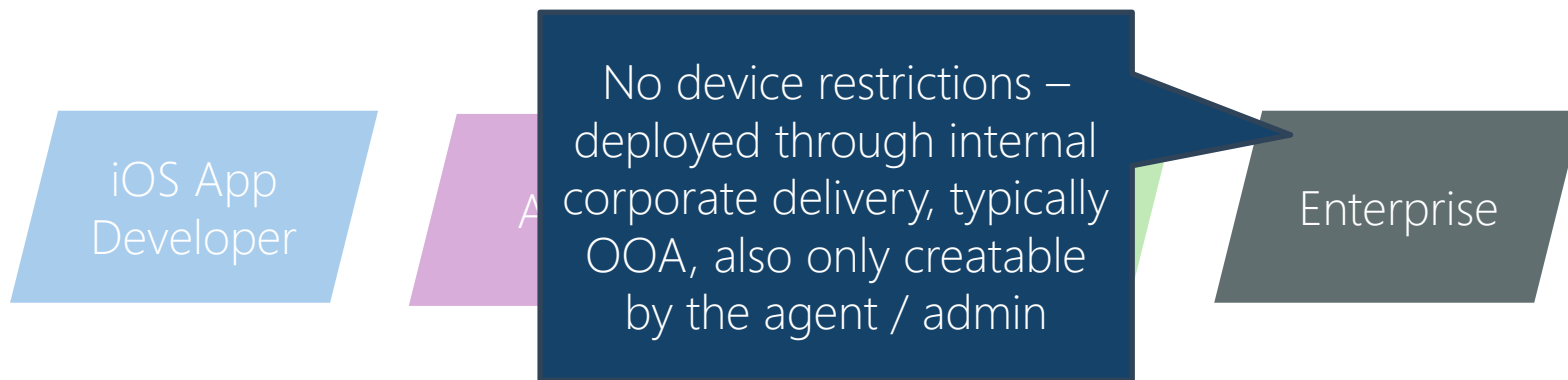 iOS App
Developer
No device restrictions –
deployed through internal
corporate delivery, typically
OOA, also only creatable
by the agent / admin
Enterprise